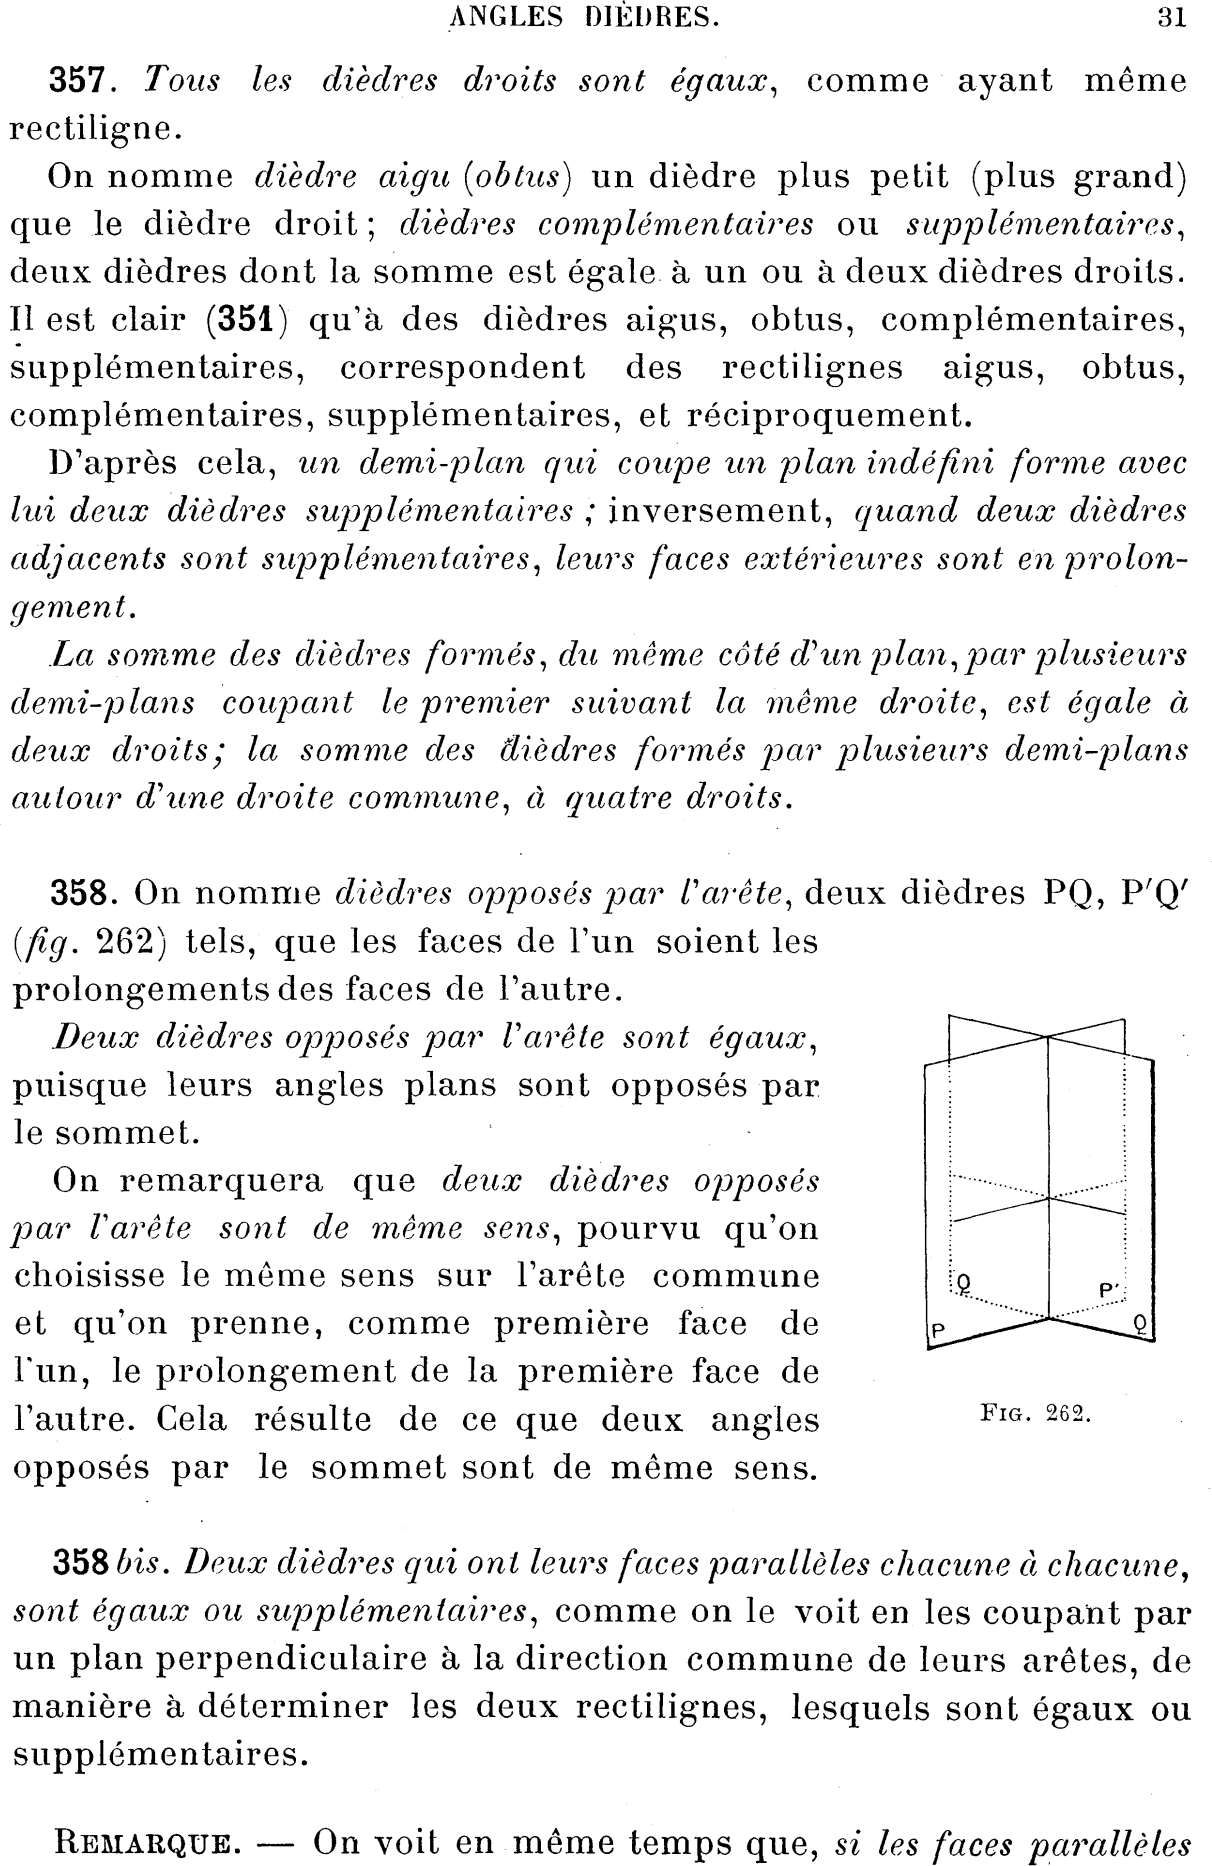 ANGLES DIÈDRES. 31
357. Tous les dièdres droits sont égaux, comme ayant même
rectiligne.
On nomme dièdre aigu (obtus) un dièdre plus petit (plus grand)
que le dièdre droit ; dièdres complémentaires ou supplémentaires,
deux dièdres dont la somme est égale à un ou à deux dièdres droits.
Il est clair (351) qu'à des dièdres aigus, obtus, complémentaires,
supplémentaires, correspondent des rectilignes aigus, obtus,
complémentaires, supplémentaires, et réciproquement.
D'après cela, un demi-plan qui coupe un plan indéfini forme avec
lui deux dièdres supplémentaires ; inversement, quand deux dièdres
adjacents sont supplémentaires, leurs faces extérieures sont en prolon-
gement.
La somme des dièdres formés, du même côté d'un plan, par plusieurs
demi-plans coupant le premier suivant la même droite, est égale à
deux droits; la somme des dièdres formés par plusieurs demi-plans
autour d'une droite commune, à quatre droits.
358. On nomme dièdres opposés par l'arête, deux dièdres PQ, P'Q'
(fig. 262) tels, que les faces de l'un soient les
prolongements des faces de l'autre.
Deux dièdres opposés par l'arête sont égaux,
puisque leurs angles plans sont opposés par
le sommet.
On remarquera que deux dièdres opposés
par l'arête sont de même sens, pourvu qu'on
choisisse le même sens sur l'arête commune
et qu'on prenne, comme première face de
l'un, le prolongement de la première face de
l'autre. Cela résulte de ce que deux angles
opposés par le sommet sont de même sens.
Q P'
P Q
FIG. 262.
358 bis. Deux dièdres qui ont leurs faces parallèles chacune à chacune,
sont égaux ou supplémentaires, comme on le voit en les coupant par
un plan perpendiculaire à la direction commune de leurs arêtes, de
manière à déterminer les deux rectilignes, lesquels sont égaux ou
supplémentaires.
REMARQUE. — On voit en même temps que, si les faces parallèles